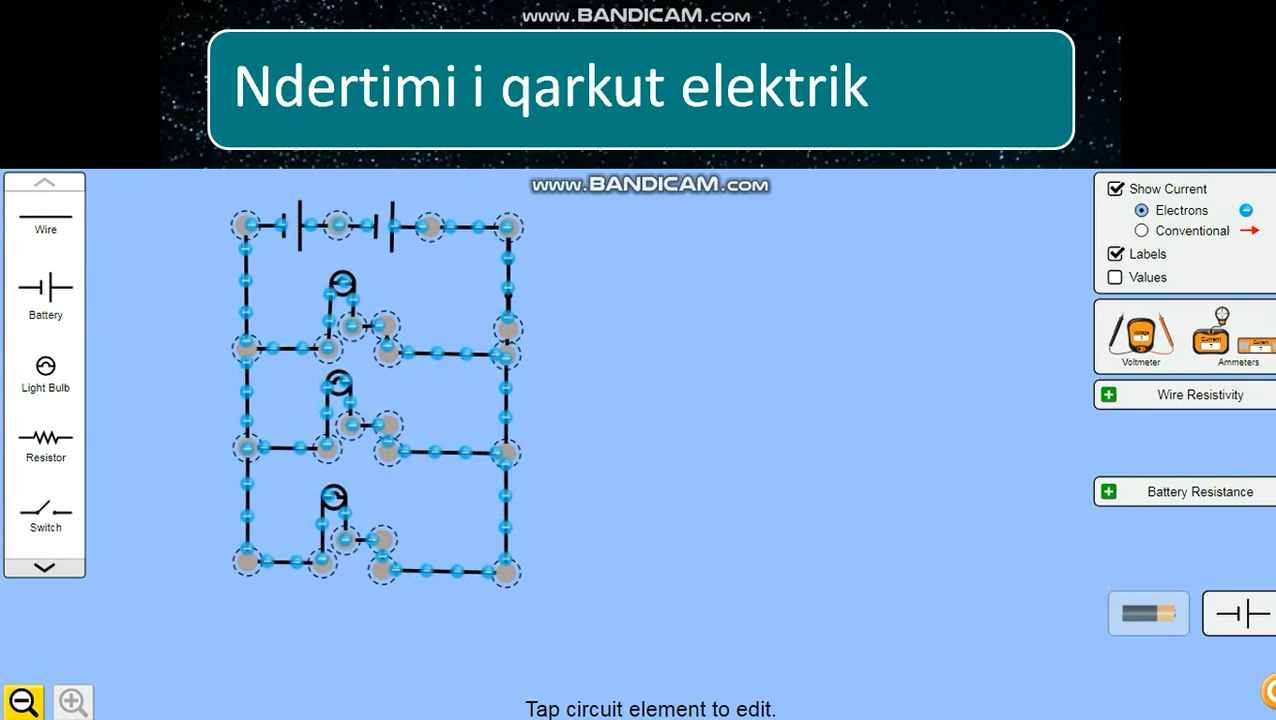 www.BANDICAM.com
Ndertimi i qarkut elektrik
www.BANDICAM.com
Wire
Battery
Light Bulb
Resistor
Switch
Show Current
Electrons
Conventional
Labels
Values
Voltmeter
Ammeters
Wire Resistivity
Battery Resistance
Tap circuit element to edit.